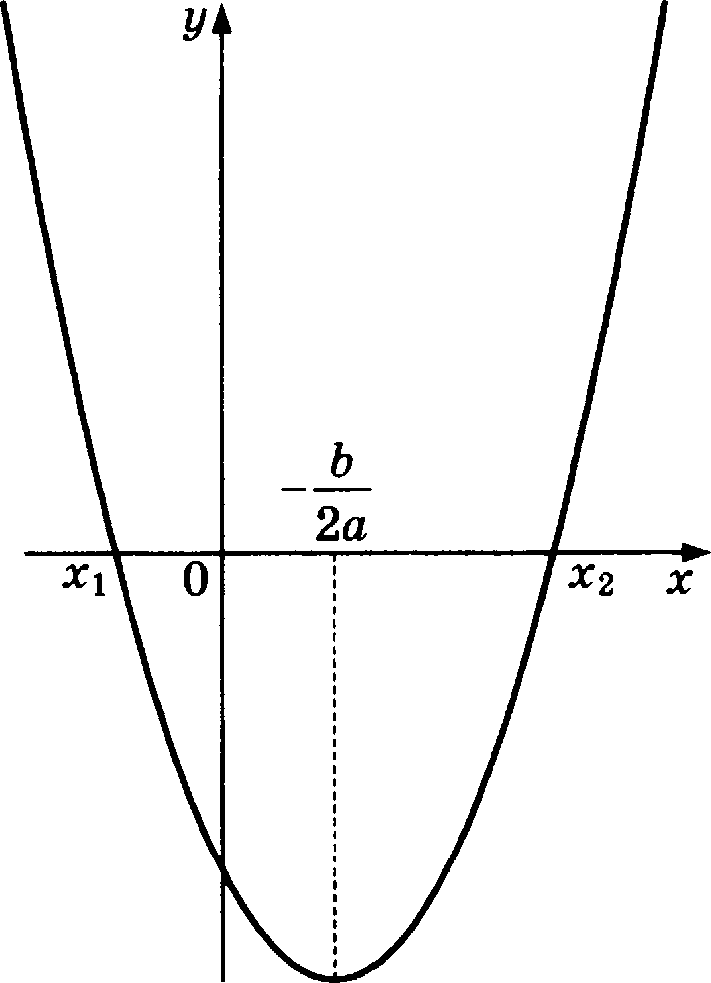 y
-b/2a
x₁ 0 x₂ x